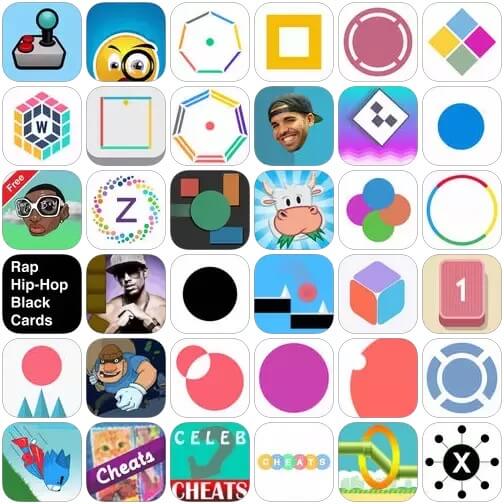 W
Free
Z
Rap
Hip-Hop
Black
Cards
1
Cheats
CELEB
CHEATS
CHEATS
X